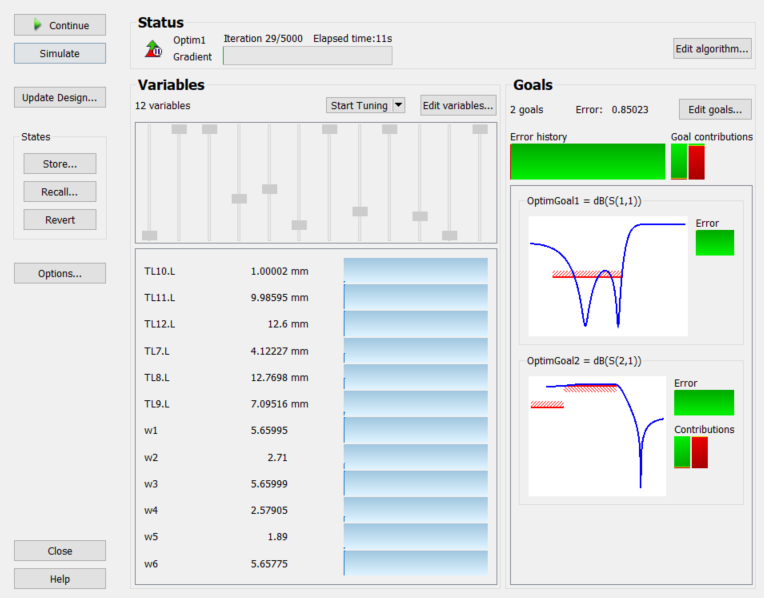 Continue
Simulate
Update Design...
States
Store...
Recall...
Revert
Options...
Close
Help
Status
Optim1
Iteration 29/5000 Elapsed time:11s
Gradient
Edit algorithm...
Variables
12 variables
Start Tuning
Edit variables...
TL10.L 1.00002 mm
TL11.L 9.98595 mm
TL12.L 12.6 mm
TL7.L 4.12227 mm
TL8.L 12.7698 mm
TL9.L 7.09516 mm
w1 5.65995
w2 2.71
w3 5.65999
w4 2.57905
w5 1.89
w6 5.65775
Goals
2 goals Error: 0.85023
Edit goals...
Error history
Goal contributions
OptimGoal1 = dB(S(1,1))
Error
OptimGoal2 = dB(S(2,1))
Error
Contributions